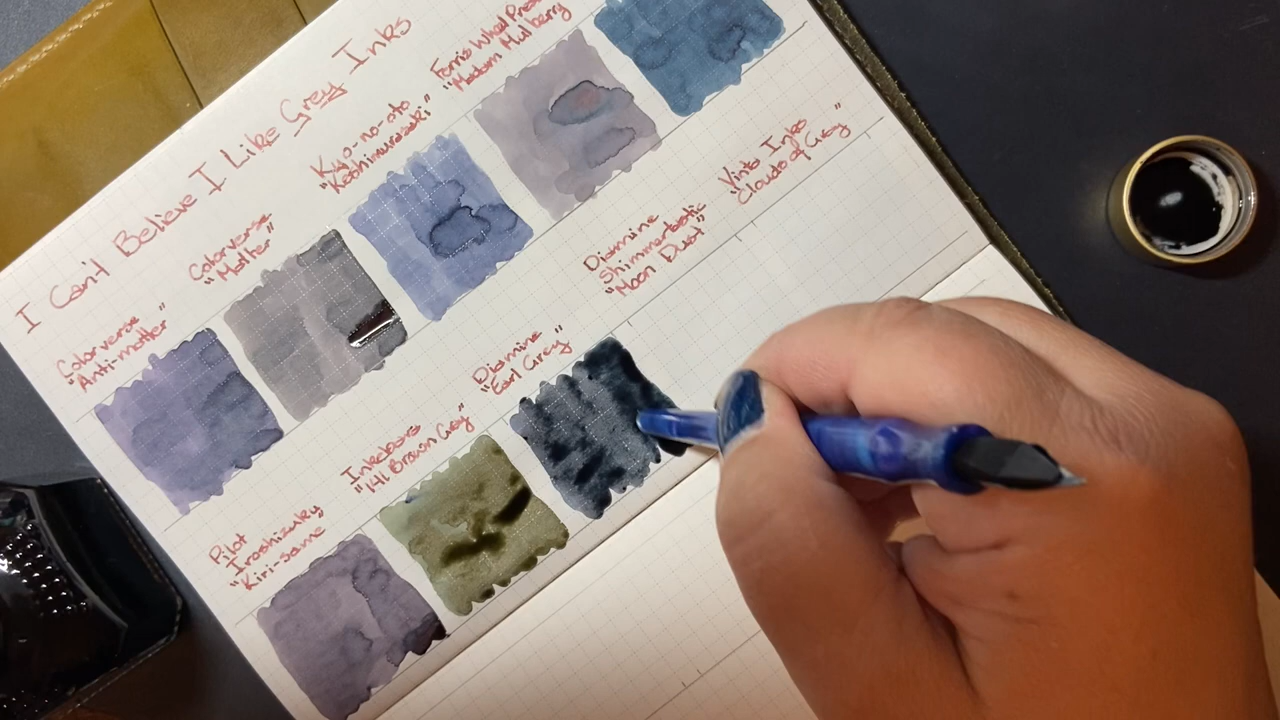 I Can't Believe I Like Grey Inks
Colorverse
"Anti-matter"
Colorverse
"Matter"
Kyo-no-oto
"Keshimurasaki"
Ferris Wheel Press
"Madam Mulberry
Pilot
"Iroshizuku
Kiri-same"
Inkebara
"141 Brown Grey"
Diamine
"Earl Grey"
Diamine
Shimmertastic
"Moon Dust"
Vinta Inks
"Clouds of Grey"